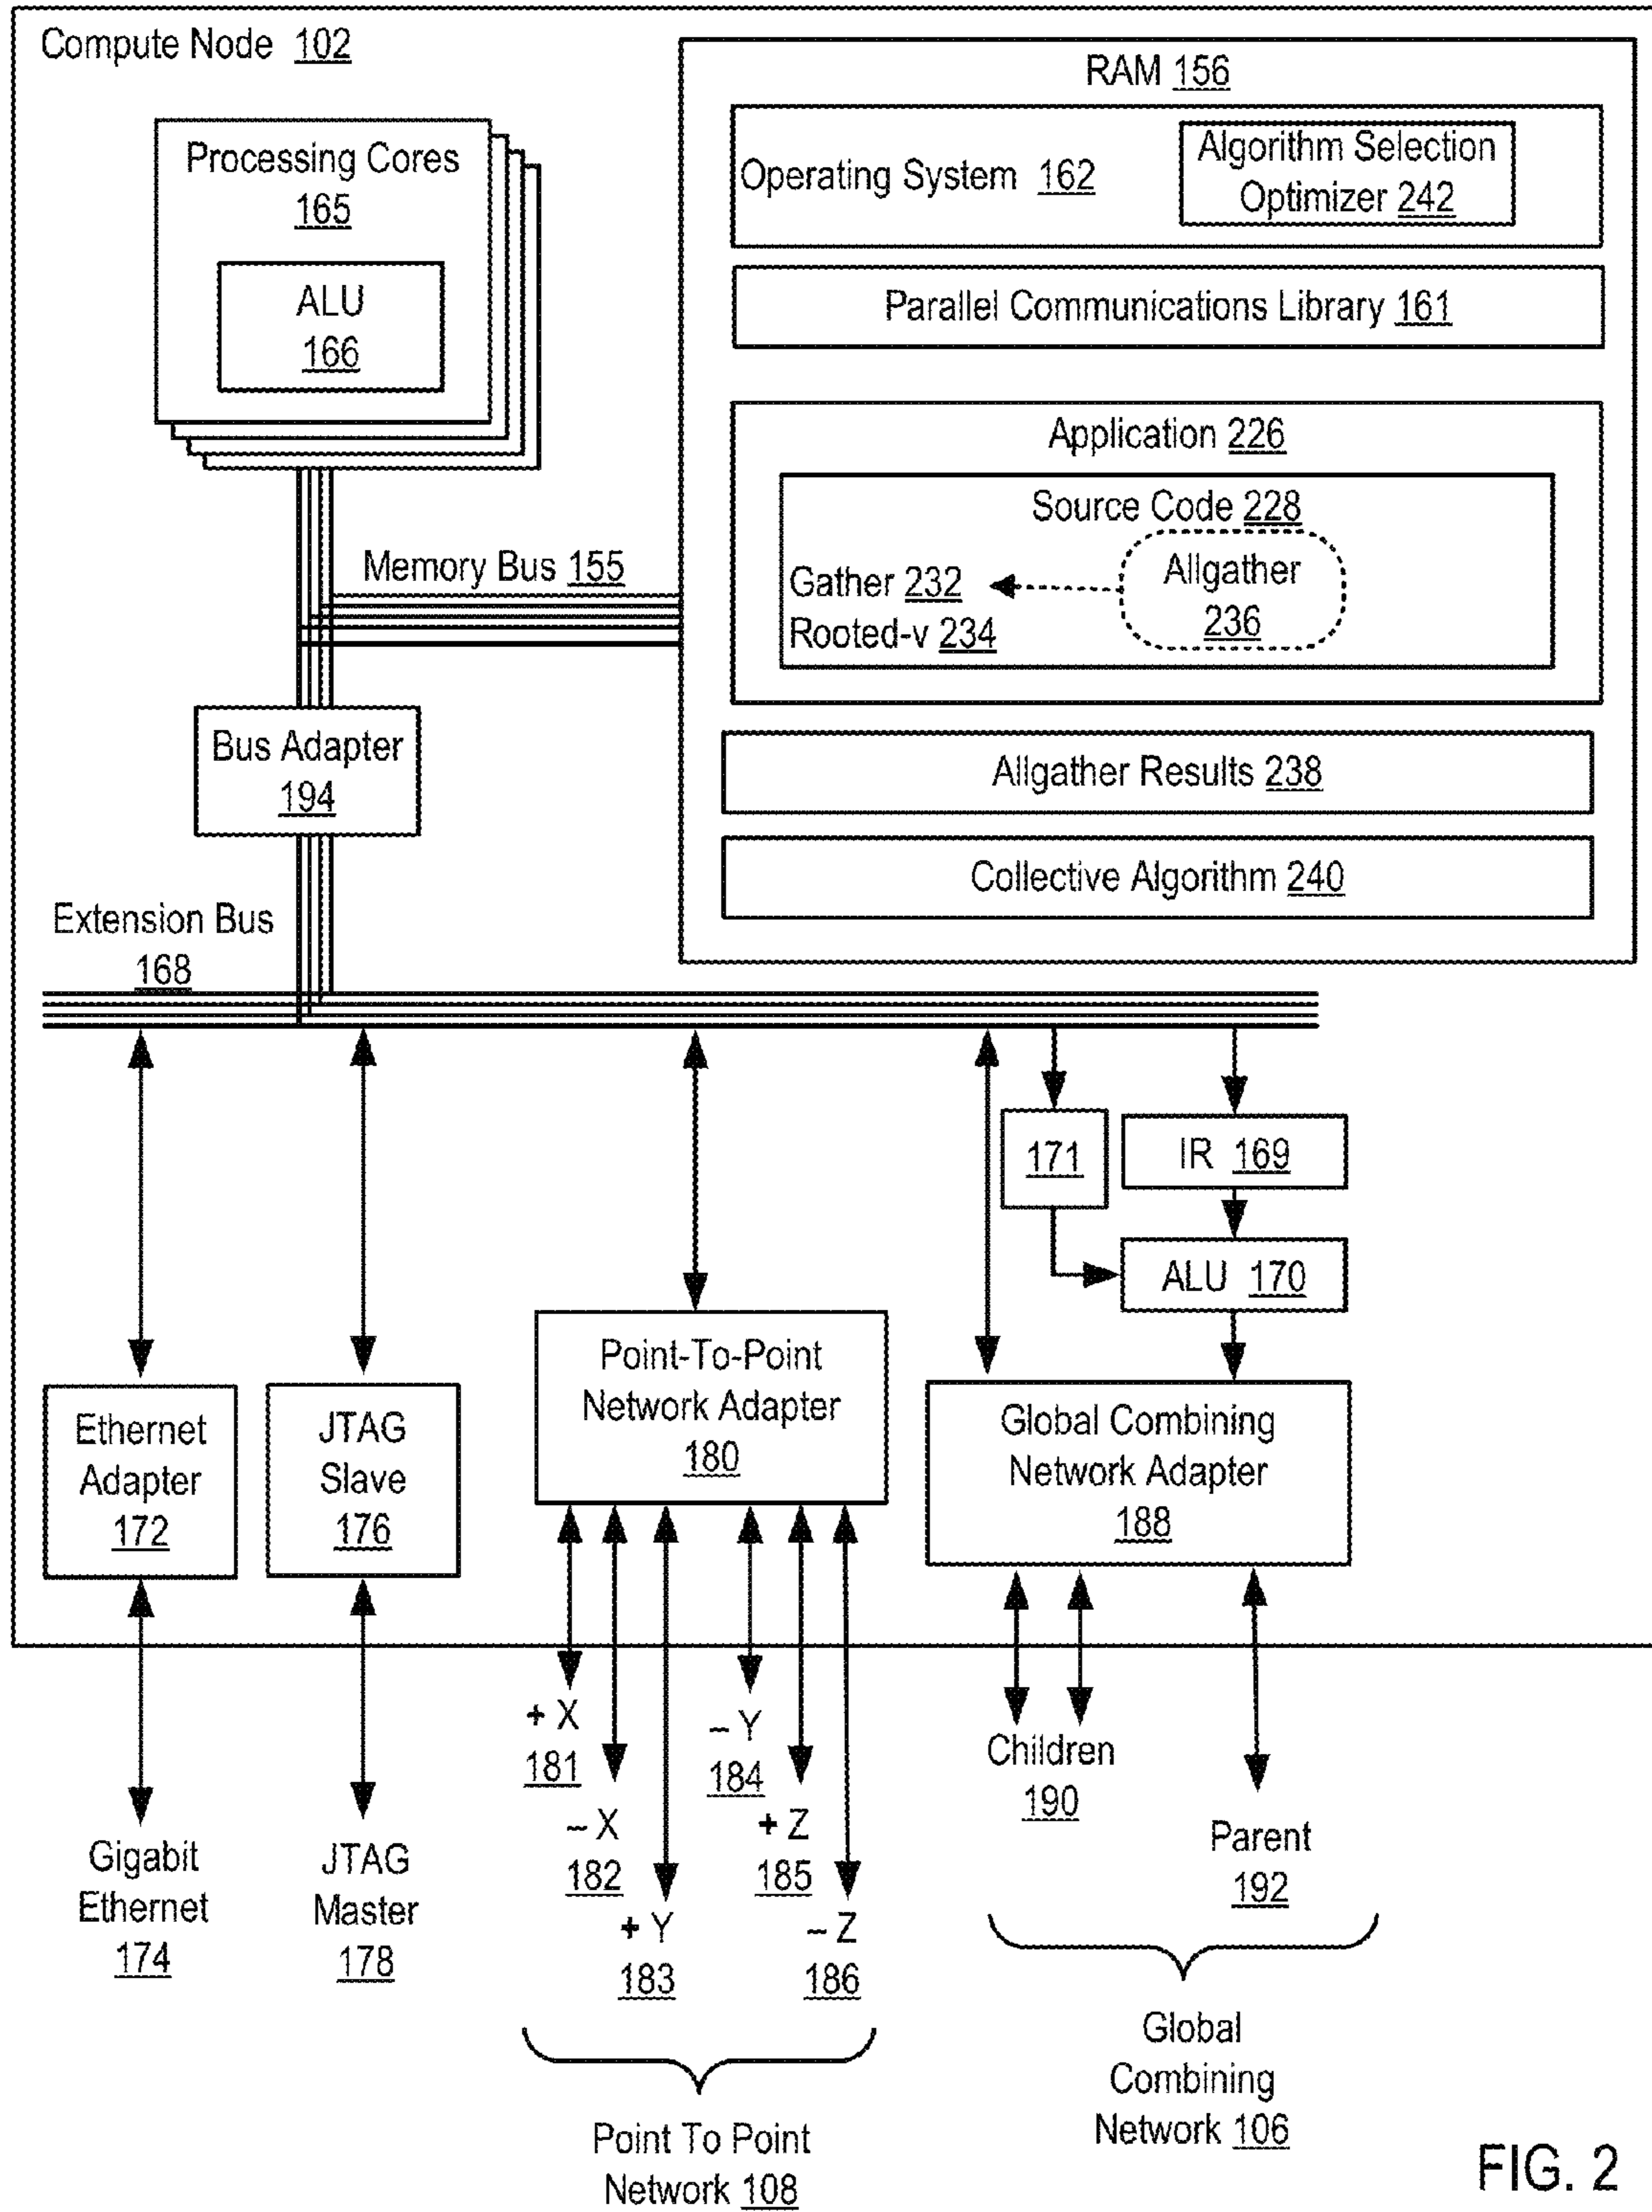 Compute Node 102
RAM 156
Processing Cores
165
ALU
166
Operating System 162
Algorithm Selection
Optimizer 242
Parallel Communications Library 161
Application 226
Source Code 228
Gather 232
Rooted-v 234
Allgather
236
Memory Bus 155
Bus Adapter
194
Allgather Results 238
Collective Algorithm 240
Extension Bus
168
171
IR 169
ALU 170
Ethernet
Adapter
172
JTAG
Slave
176
Point-To-Point
Network Adapter
180
Global Combining
Network Adapter
188
Gigabit
Ethernet
174
JTAG
Master
178
+ X
181
– X
182
+ Y
183
– Y
184
+ Z
185
– Z
186
Children
190
Parent
192
Point To Point
Network 108
Global
Combining
Network 106
FIG. 2